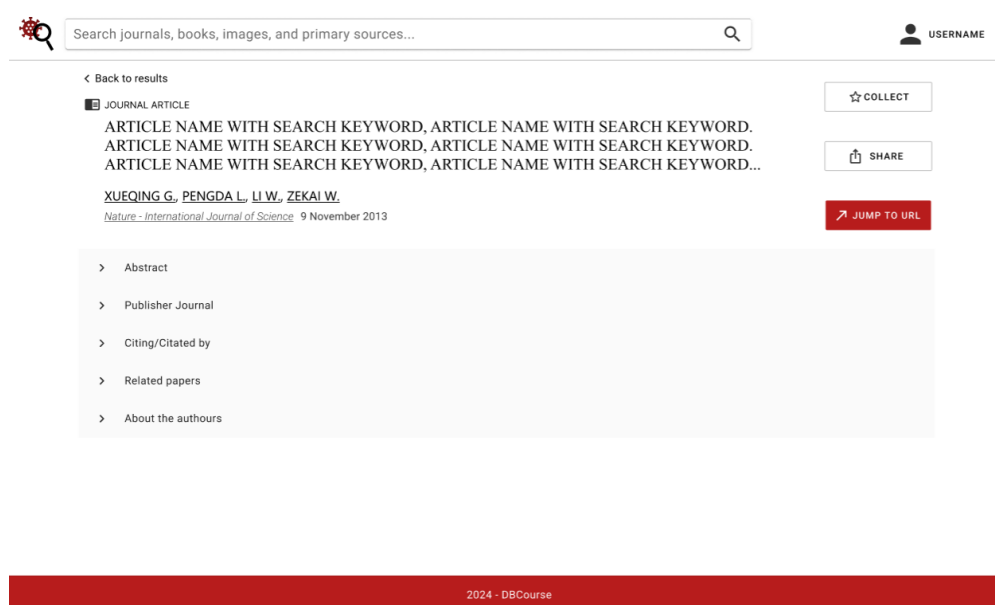 Search journals, books, images, and primary sources...
USERNAME
Back to results
JOURNAL ARTICLE
ARTICLE NAME WITH SEARCH KEYWORD, ARTICLE NAME WITH SEARCH KEYWORD.
ARTICLE NAME WITH SEARCH KEYWORD, ARTICLE NAME WITH SEARCH KEYWORD.
ARTICLE NAME WITH SEARCH KEYWORD, ARTICLE NAME WITH SEARCH KEYWORD...
XUEQING G., PENGDA L., LI W., ZEKAI W.
Nature - International Journal of Science 9 November 2013
COLLECT
SHARE
JUMP TO URL
Abstract
Publisher Journal
Citing/Citated by
Related papers
About the authours
2024 - DBCourse